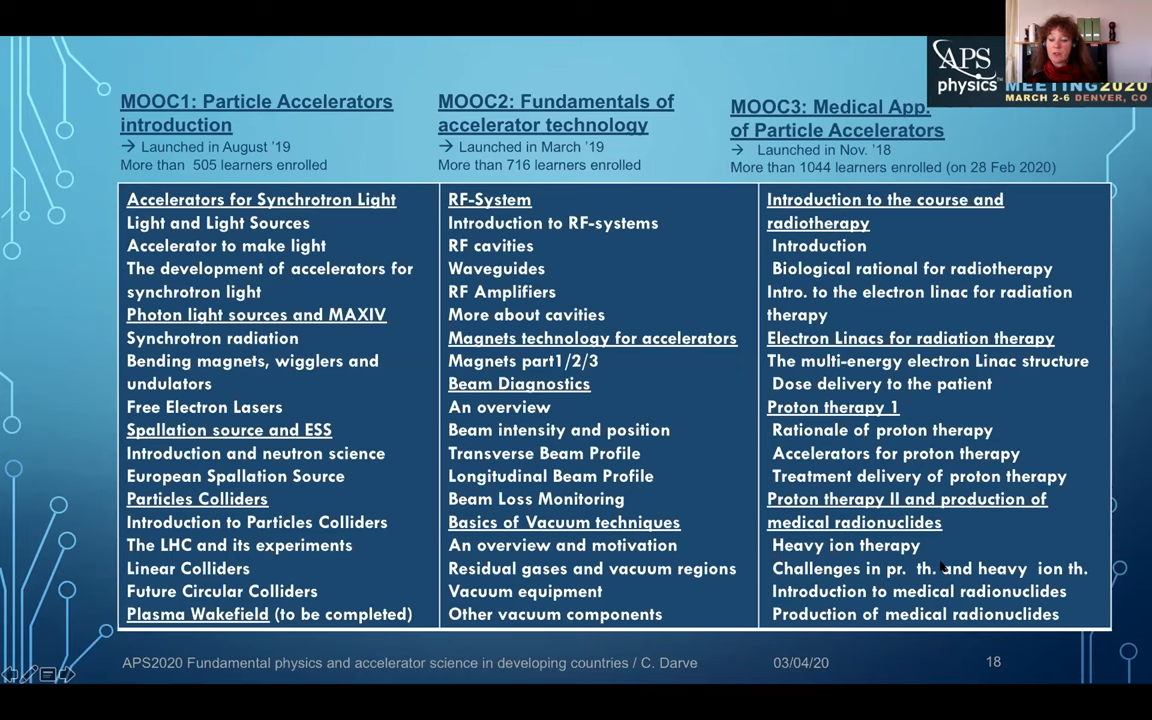 APS
physics™
MEETING2020
MARCH 2-6 DENVER, CO
MOOC1: Particle Accelerators
introduction
→ Launched in August '19
More than 505 learners enrolled
MOOC2: Fundamentals of
accelerator technology
→ Launched in March '19
More than 716 learners enrolled
MOOC3: Medical App.
of Particle Accelerators
→ Launched in Nov. '18
More than 1044 learners enrolled (on 28 Feb 2020)
Accelerators for Synchrotron Light
Light and Light Sources
Accelerator to make light
The development of accelerators for
synchrotron light
Photon light sources and MAXIV
Synchrotron radiation
Bending magnets, wigglers and
undulators
Free Electron Lasers
Spallation source and ESS
Introduction and neutron science
European Spallation Source
Particles Colliders
Introduction to Particles Colliders
The LHC and its experiments
Linear Colliders
Future Circular Colliders
Plasma Wakefield (to be completed)
RF-System
Introduction to RF-systems
RF cavities
Waveguides
RF Amplifiers
More about cavities
Magnets technology for accelerators
Magnets part1/2/3
Beam Diagnostics
An overview
Beam intensity and position
Transverse Beam Profile
Longitudinal Beam Profile
Beam Loss Monitoring
Basics of Vacuum techniques
An overview and motivation
Residual gases and vacuum regions
Vacuum equipment
Other vacuum components
Introduction to the course and
radiotherapy
Introduction
Biological rational for radiotherapy
Intro. to the electron linac for radiation
therapy
Electron Linacs for radiation therapy
The multi-energy electron Linac structure
Dose delivery to the patient
Proton therapy 1
Rationale of proton therapy
Accelerators for proton therapy
Treatment delivery of proton therapy
Proton therapy II and production of
medical radionuclides
Heavy ion therapy
Challenges in pr. th. and heavy ion th.
Introduction to medical radionuclides
Production of medical radionuclides
APS2020 Fundamental physics and accelerator science in developing countries / C. Darve
03/04/20
18